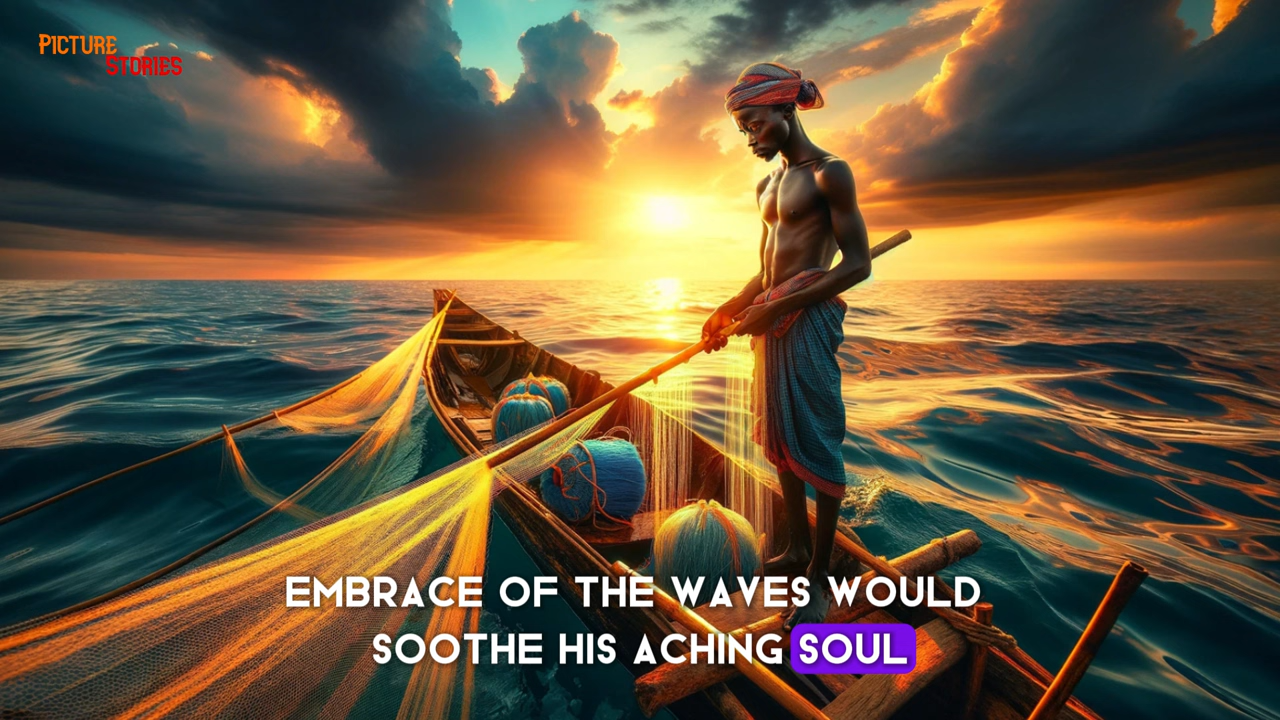 PICTURE
STORIES
EMBRACE OF THE WAVES WOULD
SOOTHE HIS ACHING SOUL